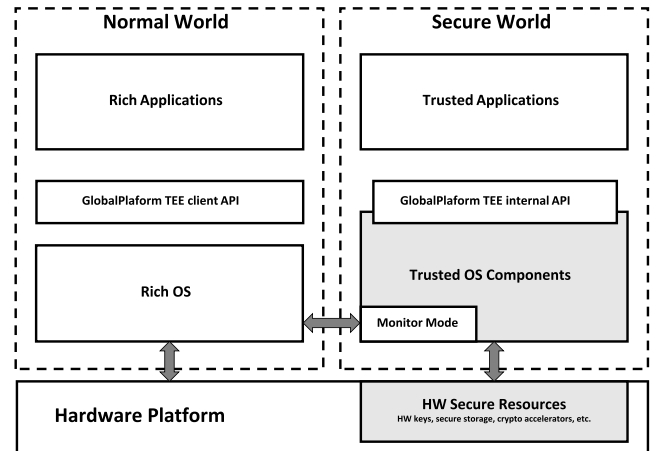 Normal World
Secure World
Rich Applications
Trusted Applications
GlobalPlaform TEE client API
GlobalPlaform TEE internal API
Rich OS
Trusted OS Components
Monitor Mode
Hardware Platform
HW Secure Resources
HW keys, secure storage, crypto accelerators, etc.